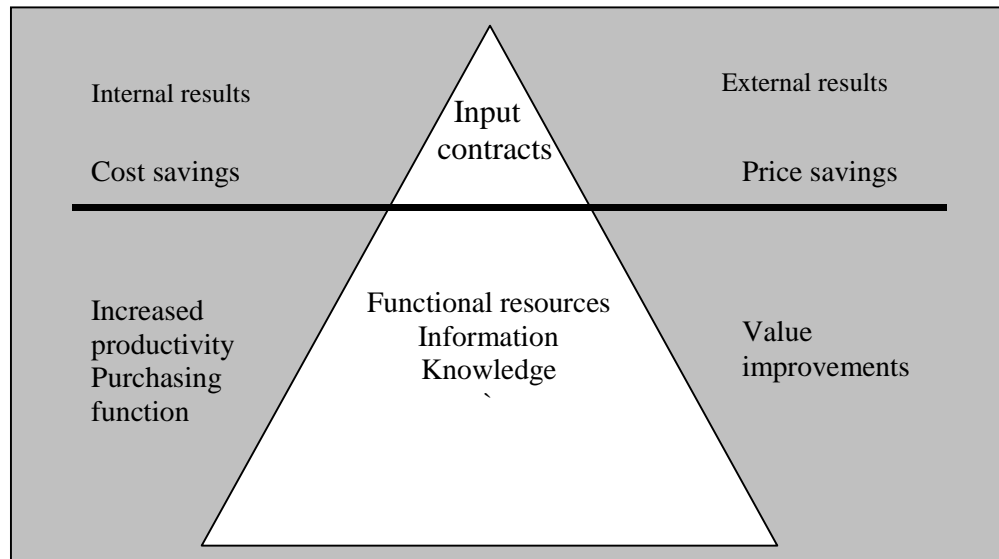 Internal results
External results
Input
contracts
Cost savings
Price savings
Increased
productivity
Purchasing
function
Functional resources
Information
Knowledge
`
Value
improvements